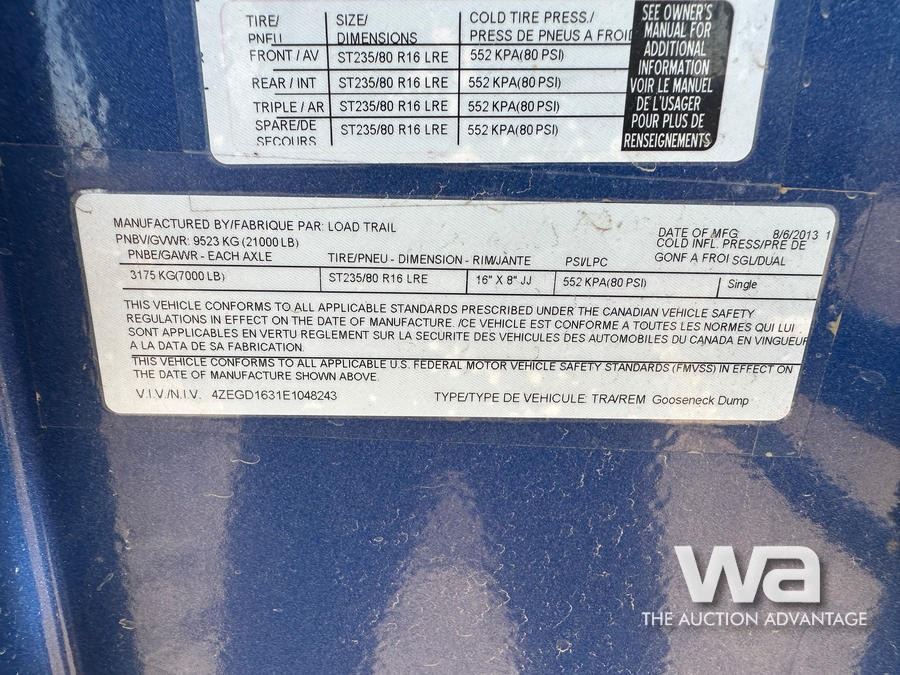 TIRE/ SIZE/ COLD TIRE PRESS./
PNEU DIMENSIONS PRESS DE PNEUS A FROID
FRONT / AV ST235/80 R16 LRE 552 KPA(80 PSI)
REAR / INT ST235/80 R16 LRE 552 KPA(80 PSI)
TRIPLE / AR ST235/80 R16 LRE 552 KPA(80 PSI)
SPARE/DE ST235/80 R16 LRE 552 KPA(80 PSI)
SECOURS
SEE OWNER'S
MANUAL FOR
ADDITIONAL
INFORMATION
VOIR LE MANUEL
DE L'USAGER
POUR PLUS DE
RENSEIGNEMENTS
MANUFACTURED BY/FABRIQUE PAR: LOAD TRAIL DATE OF MFG 8/6/2013 1
PNBV/GVWR: 9523 KG (21000 LB) COLD INFL. PRESS/PRE DE
PNBE/GAWR - EACH AXLE TIRE/PNEU - DIMENSION - RIM/JANTE PSI/LPC GONF A FROI SGL/DUAL
3175 KG(7000 LB) ST235/80 R16 LRE 16" X 8" JJ 552 KPA(80 PSI) Single
THIS VEHICLE CONFORMS TO ALL APPLICABLE STANDARDS PRESCRIBED UNDER THE CANADIAN VEHICLE SAFETY
REGULATIONS IN EFFECT ON THE DATE OF MANUFACTURE. /CE VEHICLE EST CONFORME A TOUTES LES NORMES QUI LUI
SONT APPLICABLES EN VERTU REGLEMENT SUR LA SECURITE DES VEHICULES DES AUTOMOBILES DU CANADA EN VINGUEUR
A LA DATA DE SA FABRICATION.
THIS VEHICLE CONFORMS TO ALL APPLICABLE U.S. FEDERAL MOTOR VEHICLE SAFETY STANDARDS (FMVSS) IN EFFECT ON
THE DATE OF MANUFACTURE SHOWN ABOVE.
V.I.V./N.I.V. 4ZEGD1631E1048243 TYPE/TYPE DE VEHICULE: TRA/REM Gooseneck Dump
wa
THE AUCTION ADVANTAGE